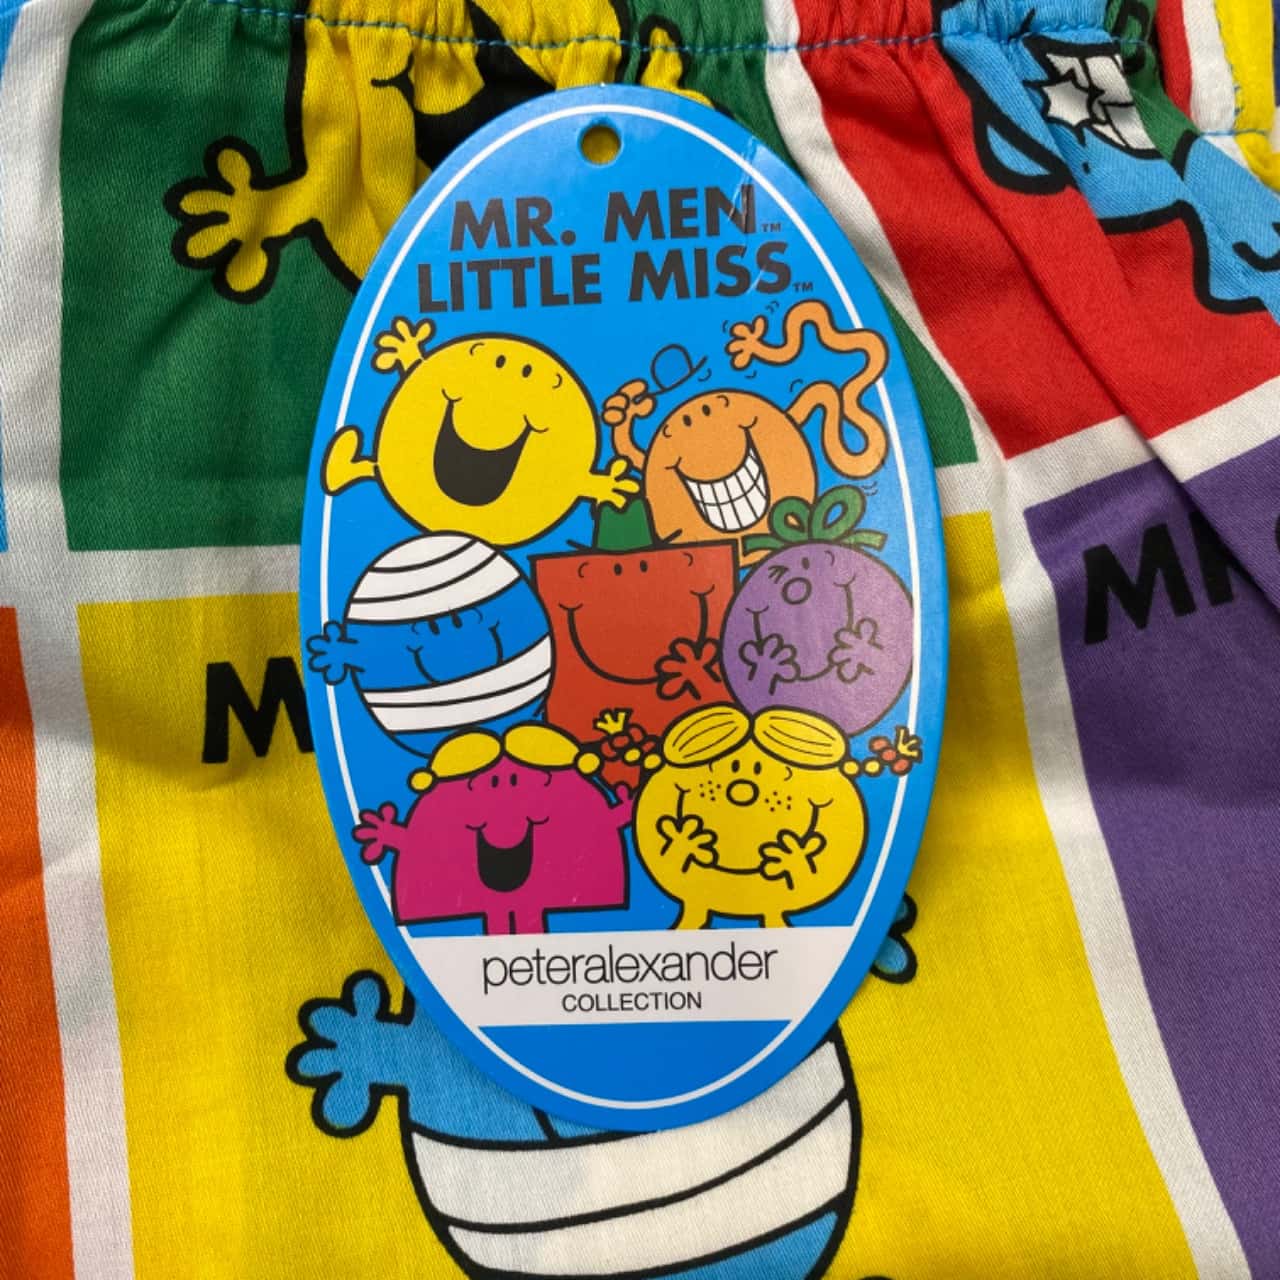 MR. MEN™
LITTLE MISS™
M
M
peteralexander
COLLECTION